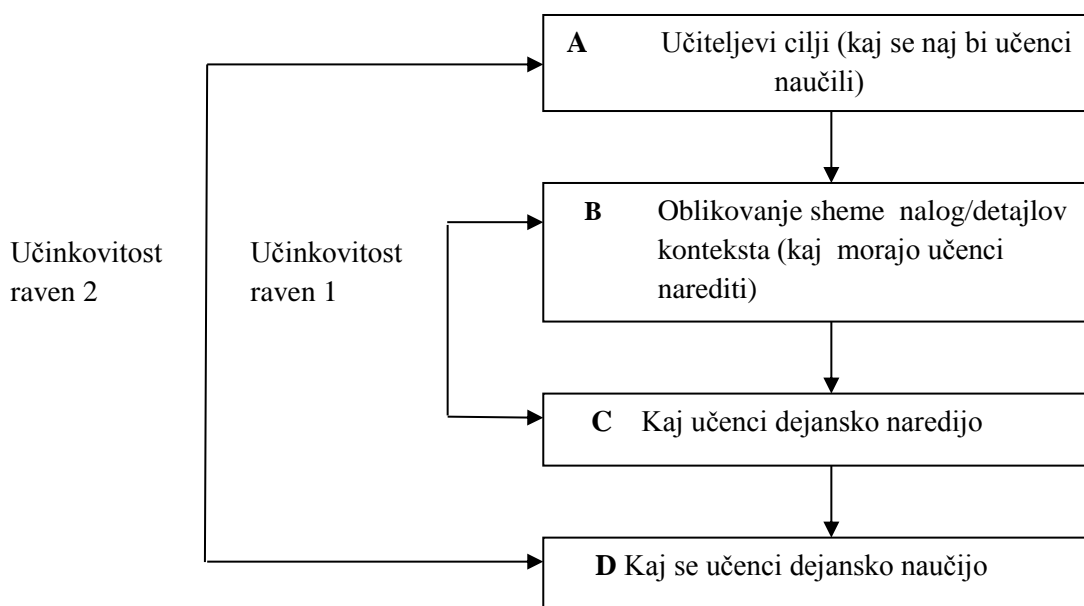 A Učiteljevi cilji (kaj se naj bi učenci
naučili)
B Oblikovanje sheme nalog/detajlov
konteksta (kaj morajo učenci
narediti)
Učinkovitost
raven 2
Učinkovitost
raven 1
C Kaj učenci dejansko naredijo
D Kaj se učenci dejansko naučijo